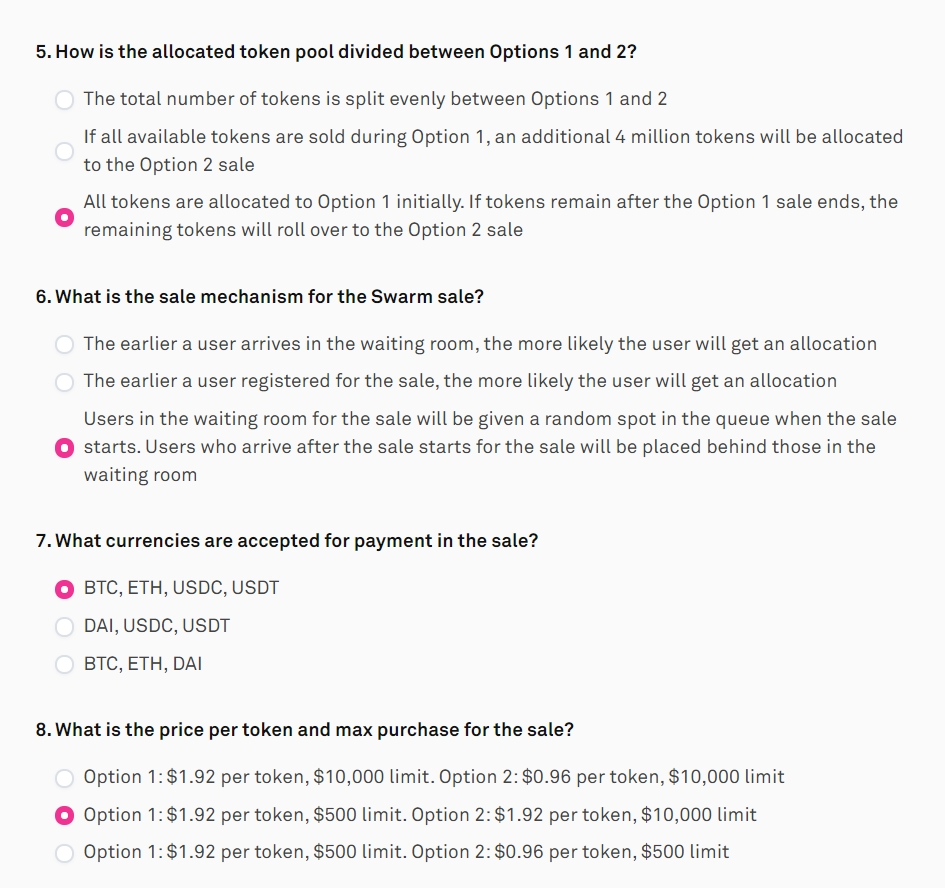 5. How is the allocated token pool divided between Options 1 and 2?
The total number of tokens is split evenly between Options 1 and 2
If all available tokens are sold during Option 1, an additional 4 million tokens will be allocated
to the Option 2 sale
All tokens are allocated to Option 1 initially. If tokens remain after the Option 1 sale ends, the
remaining tokens will roll over to the Option 2 sale
6. What is the sale mechanism for the Swarm sale?
The earlier a user arrives in the waiting room, the more likely the user will get an allocation
The earlier a user registered for the sale, the more likely the user will get an allocation
Users in the waiting room for the sale will be given a random spot in the queue when the sale
starts. Users who arrive after the sale starts for the sale will be placed behind those in the
waiting room
7. What currencies are accepted for payment in the sale?
BTC, ETH, USDC, USDT
DAI, USDC, USDT
BTC, ETH, DAI
8. What is the price per token and max purchase for the sale?
Option 1: $1.92 per token, $10,000 limit. Option 2: $0.96 per token, $10,000 limit
Option 1: $1.92 per token, $500 limit. Option 2: $1.92 per token, $10,000 limit
Option 1: $1.92 per token, $500 limit. Option 2: $0.96 per token, $500 limit